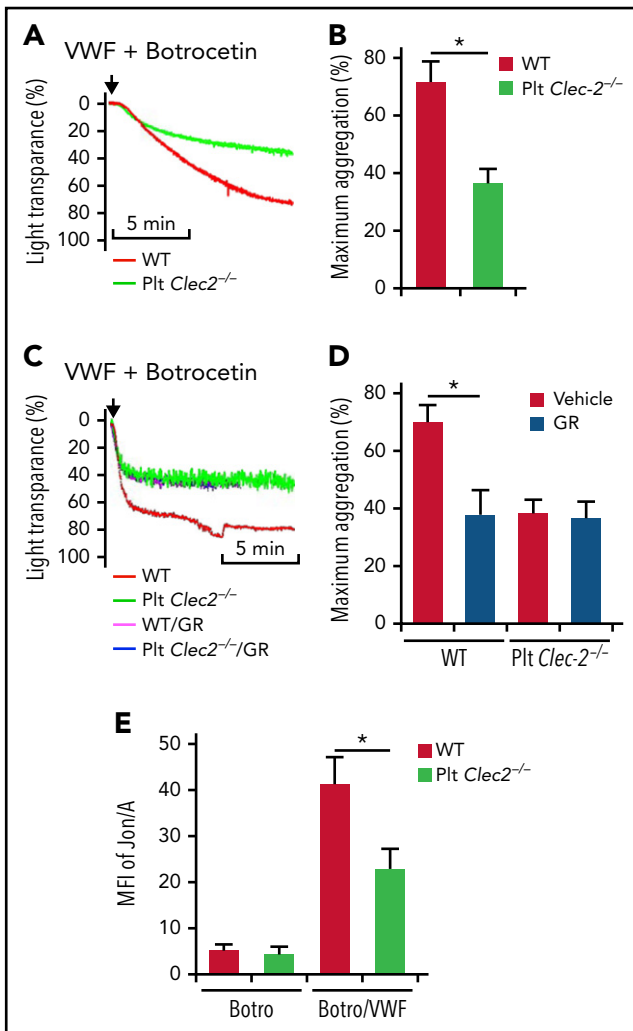 A
VWF + Botrocetin
Light transparance (%)
0
20
40
60
80
100
5 min
WT
Plt Clec2–/–
B
Maximum aggregation (%)
80
60
40
20
0
*
WT
Plt Clec-2–/–
C
VWF + Botrocetin
Light transparance (%)
0
20
40
60
80
100
5 min
WT
Plt Clec2–/–
WT/GR
Plt Clec2–/–/GR
D
Maximum aggregation (%)
80
60
40
20
0
*
Vehicle
GR
WT Plt Clec-2–/–
E
MFI of Jon/A
50
40
30
20
10
0
*
WT
Plt Clec2–/–
Botro Botro/VWF